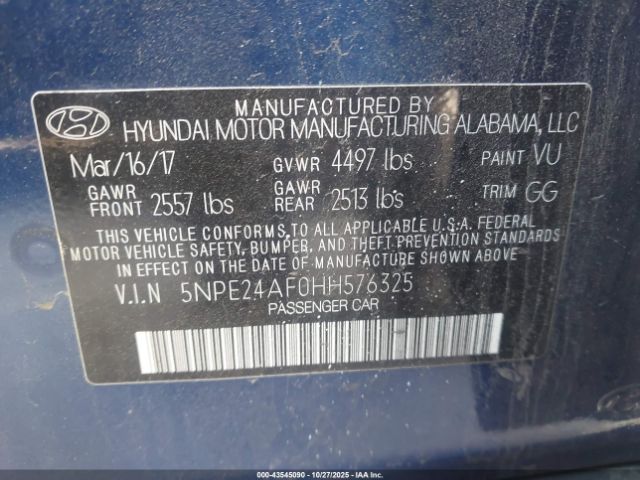 MANUFACTURED BY
HYUNDAI MOTOR MANUFACTURING ALABAMA, LLC
Mar/16/17 GVWR 4497 lbs PAINT VU
GAWR FRONT 2557 lbs GAWR REAR 2513 lbs TRIM GG
THIS VEHICLE CONFORMS TO ALL APPLICABLE U.S.A. FEDERAL
MOTOR VEHICLE SAFETY, BUMPER, AND THEFT PREVENTION STANDARDS
IN EFFECT ON THE DATE OF MANUFACTURE SHOWN ABOVE
V.I.N 5NPE24AF0HH576325
PASSENGER CAR
000-43545090 - 10/27/2025 - IAAI.COM